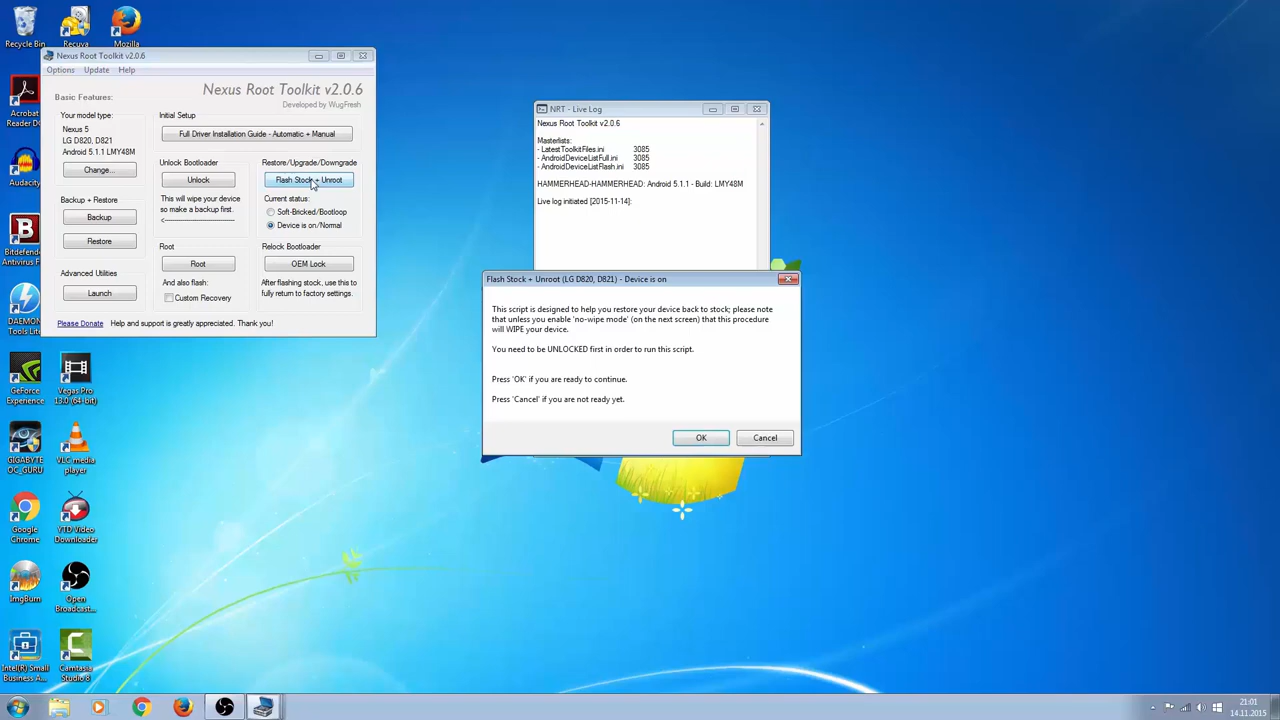 Recycle Bin
Recuva
Mozilla
Acrobat
Reader DC
Audacity
Bitdefender
Antivirus F
DAEMON
Tools Lite
GeForce
Experience
Vegas Pro
13.0 (64-bit)
GIGABYTE
OC_GURU
VLC media
player
Google
Chrome
VTD Video
Downloader
ImgBurn
Open
Broadcast...
Intel(R) Small
Business A...
Camtasia
Studio 8
Nexus Root Toolkit v2.0.6
Options Update Help
Nexus Root Toolkit v2.0.6
Developed by WugFresh
Basic Features:
Your model type:
Nexus 5
LG D820, D821
Android 5.1.1 LMY48M
Change...
Backup + Restore
Backup
Restore
Advanced Utilities
Launch
Initial Setup
Full Driver Installation Guide - Automatic + Manual
Unlock Bootloader
Unlock
This will wipe your device
so make a backup first.
<--------------------
Root
Root
And also flash:
Custom Recovery
Restore/Upgrade/Downgrade
Flash Stock + Unroot
Current status:
Soft-Bricked/Bootloop
Device is on/Normal
Relock Bootloader
OEM Lock
After flashing stock, use this to
fully return to factory settings.
Please Donate Help and support is greatly appreciated. Thank you!
NRT - Live Log
Nexus Root Toolkit v2.0.6
Masterlists:
- LatestToolkitFiles.ini 3085
- AndroidDeviceListFull.ini 3085
- AndroidDeviceListFlash.ini 3085
HAMMERHEAD-HAMMERHEAD: Android 5.1.1 - Build: LMY48M
Live log initiated [2015-11-14]:
Flash Stock + Unroot (LG D820, D821) - Device is on
This script is designed to help you restore your device back to stock; please note
that unless you enable 'no-wipe mode' (on the next screen) that this procedure
will WIPE your device.
You need to be UNLOCKED first in order to run this script.
Press 'OK' if you are ready to continue.
Press 'Cancel' if you are not ready yet.
OK Cancel
21:01
14.11.2015